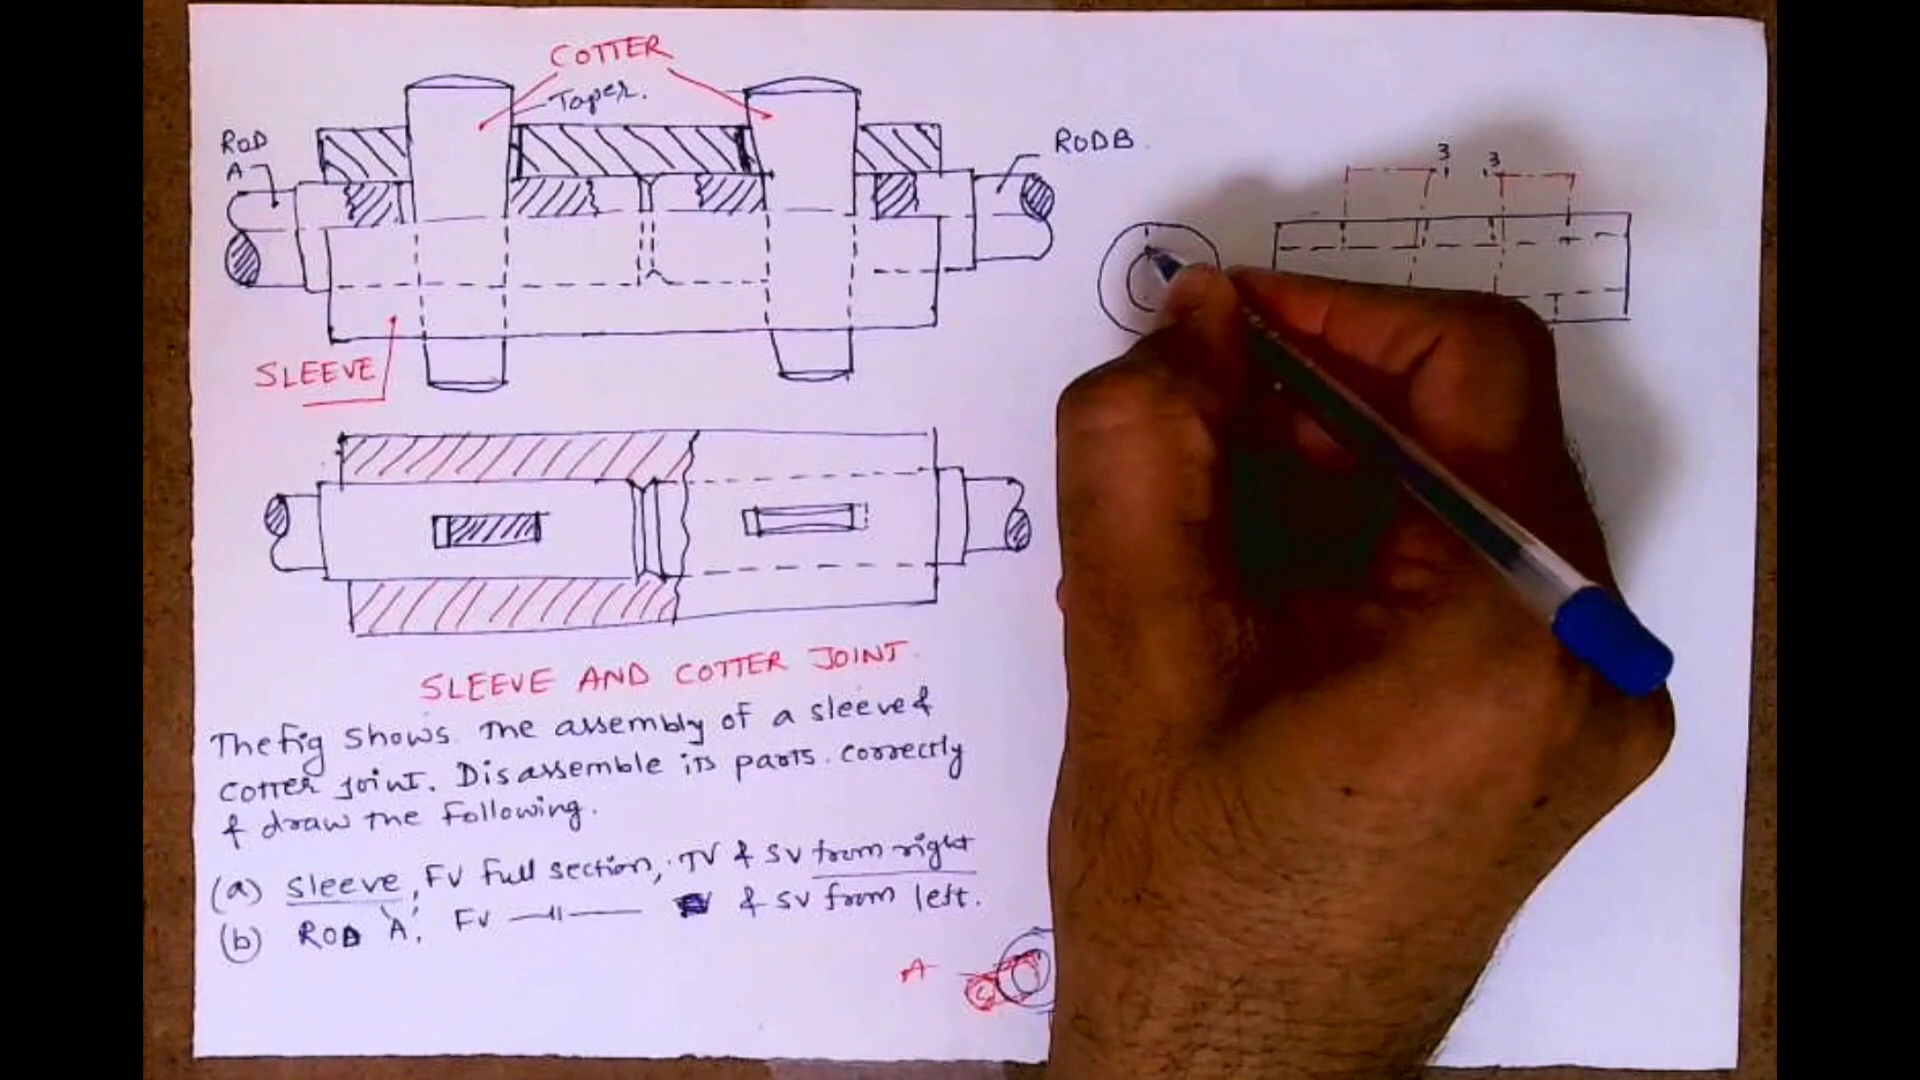 COTTER
Taper.
ROD
A
RODB.
3 3
SLEEVE
SLEEVE AND COTTER JOINT.
The fig shows the assembly of a sleeve &
cotter joint. Disassemble its parts. correctly
& draw the following.
(a) sleeve, FV full section, TV & SV from right
(b) ROD A, FV —11— & SV from left.
A